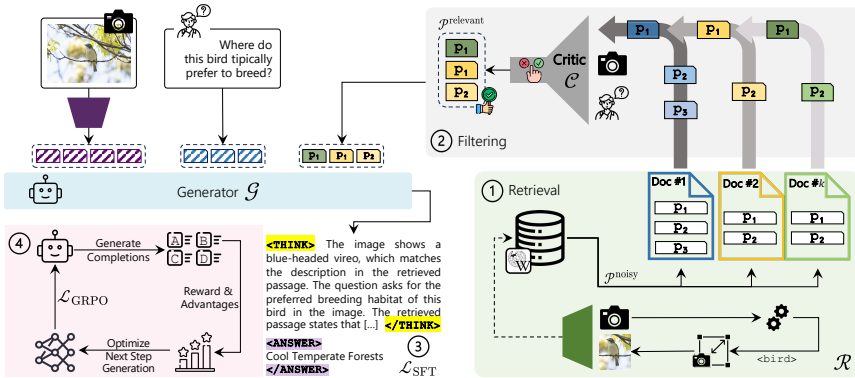 Where do
this bird tipically
prefer to breed?
p₁ p₁ p₂
Generator 𝒢
𝒫^relevant
p₁
p₁
p₂
Critic
𝒞
p₁ p₁ p₁
p₂
p₃
p₂
p₂
② Filtering
① Retrieval
Doc #1 Doc #2 Doc #k
p₁ p₁ p₁
p₂ p₂ p₂
p₃
W
𝒫^noisy
<bird>
ℛ
④
Generate
Completions
A B
C D
ℒ_GRPO
Reward &
Advantages
Optimize
Next Step
Generation
<THINK> The image shows a
blue-headed vireo, which matches
the description in the retrieved
passage. The question asks for the
preferred breeding habitat of this
bird in the image. The retrieved
passage states that [...] </THINK>
<ANSWER>
Cool Temperate Forests
</ANSWER>
③
ℒ_SFT